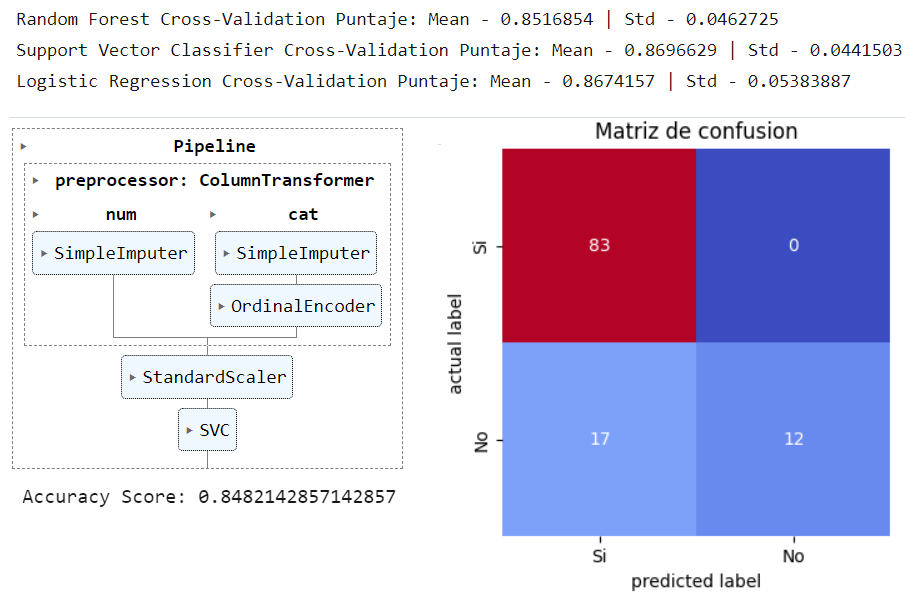 Random Forest Cross-Validation Puntaje: Mean - 0.8516854 | Std - 0.0462725
Support Vector Classifier Cross-Validation Puntaje: Mean - 0.8696629 | Std - 0.0441503
Logistic Regression Cross-Validation Puntaje: Mean - 0.8674157 | Std - 0.05383887
Pipeline
preprocessor: ColumnTransformer
num
cat
SimpleImputer
SimpleImputer
OrdinalEncoder
StandardScaler
SVC
Accuracy Score: 0.8482142857142857
Matriz de confusion
actual label
Si
83
0
No
17
12
Si
No
predicted label